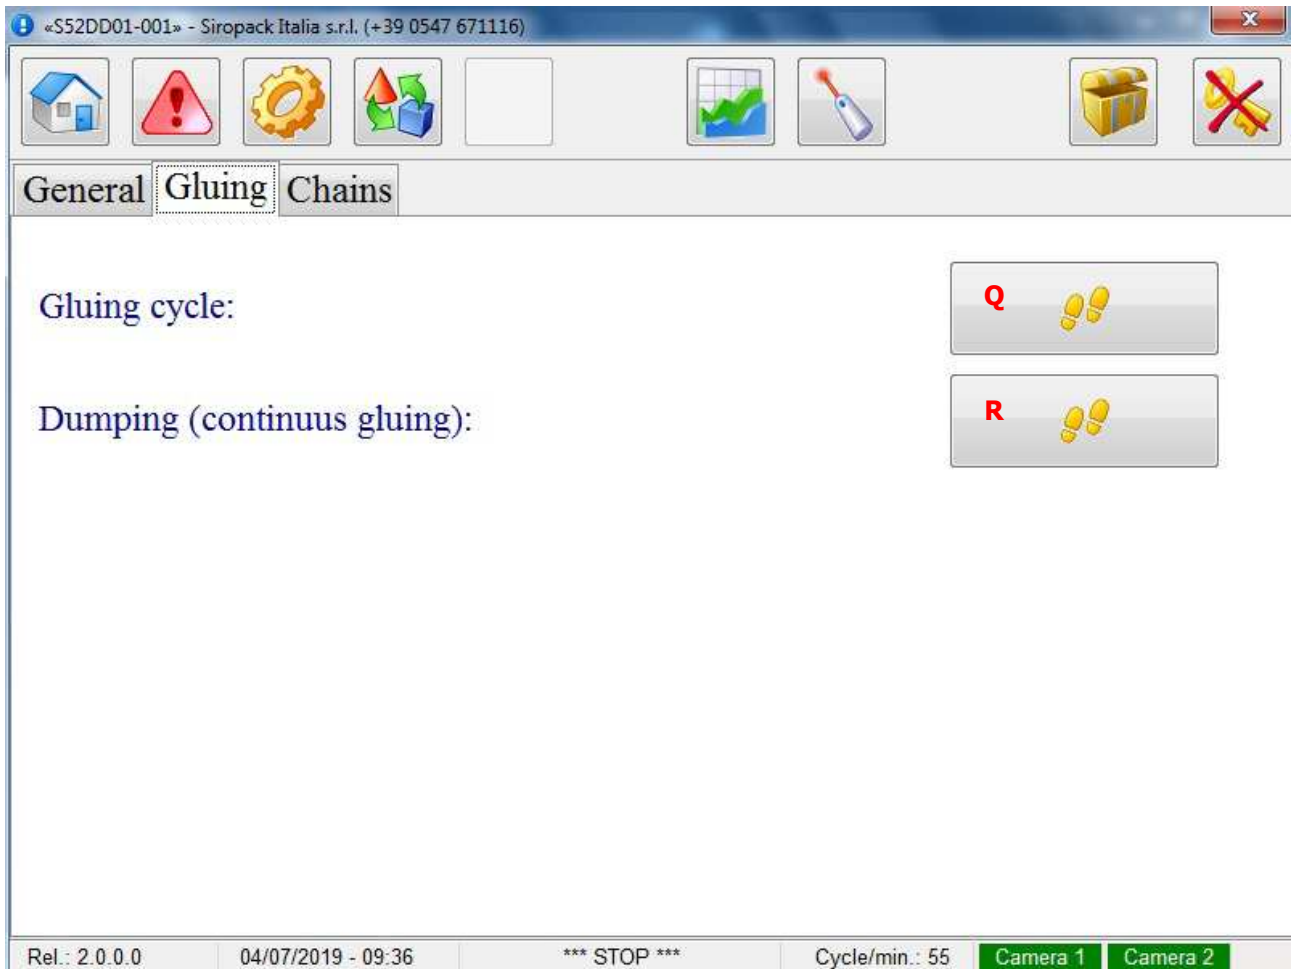 «S52DD01-001» - Siropack Italia s.r.l. (+39 0547 671116)
General Gluing Chains
Gluing cycle: Q
Dumping (continuus gluing): R
Rel.: 2.0.0.0 04/07/2019 - 09:36 *** STOP *** Cycle/min.: 55 Camera 1 Camera 2